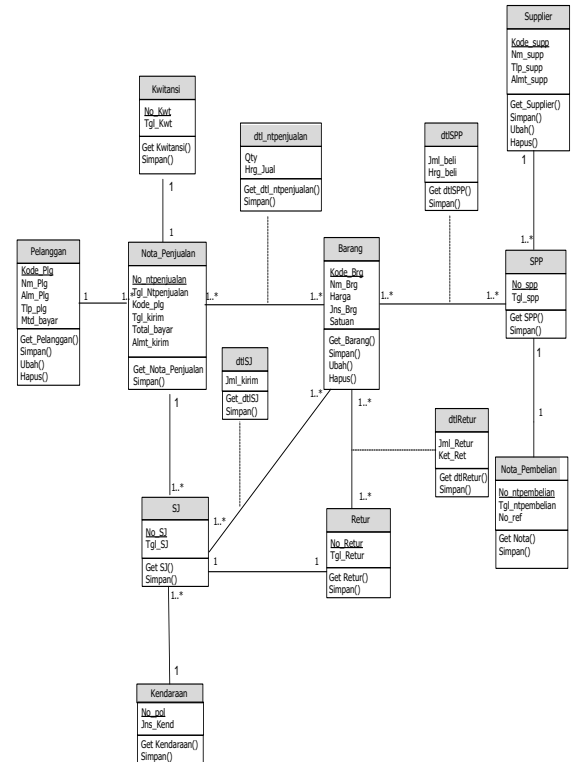 Supplier
Kode_supp
Nm_supp
Tlp_supp
Almt_supp
Get_Supplier()
Simpan()
Ubah()
Hapus()
1
1..*
Kwitansi
No_Kwt
Tgl_Kwt
Get Kwitansi()
Simpan()
1
1
dtl_ntpenjualan
Qty
Hrg_Jual
Get_dtl_ntpenjualan()
Simpan()
dtlSPP
Jml_beli
Hrg_beli
Get dtlSPP()
Simpan()
Pelanggan
Kode_Plg
Nm_Plg
Alm_Plg
Tlp_plg
Mtd_bayar
Get_Pelanggan()
Simpan()
Ubah()
Hapus()
1
1..*
Nota_Penjualan
No_ntpenjualan
Tgl_Ntpenjualan
Kode_plg
Tgl_kirim
Total_bayar
Almt_kirim
Get_Nota_Penjualan
Simpan()
1..*
1..*
Barang
Kode_Brg
Nm_Brg
Harga
Jns_Brg
Satuan
Get_Barang()
Simpan()
Ubah()
Hapus()
1..*
1..*
SPP
No_spp
Tgl_spp
Get SPP()
Simpan()
1
1
dtlSJ
Jml_kirim
Get_dtlSJ
Simpan()
1..*
1..*
1
1..*
1..*
dtlRetur
Jml_Retur
Ket_Ret
Get dtlRetur()
Simpan()
1..*
Nota_Pembelian
No_ntpembelian
Tgl_ntpembelian
No_ref
Get Nota()
Simpan()
SJ
No_SJ
Tgl_SJ
Get SJ()
Simpan()
1
1
Retur
No_Retur
Tgl_Retur
Get Retur()
Simpan()
1..*
1
Kendaraan
No_pol
Jns_Kend
Get Kendaraan()
Simpan()